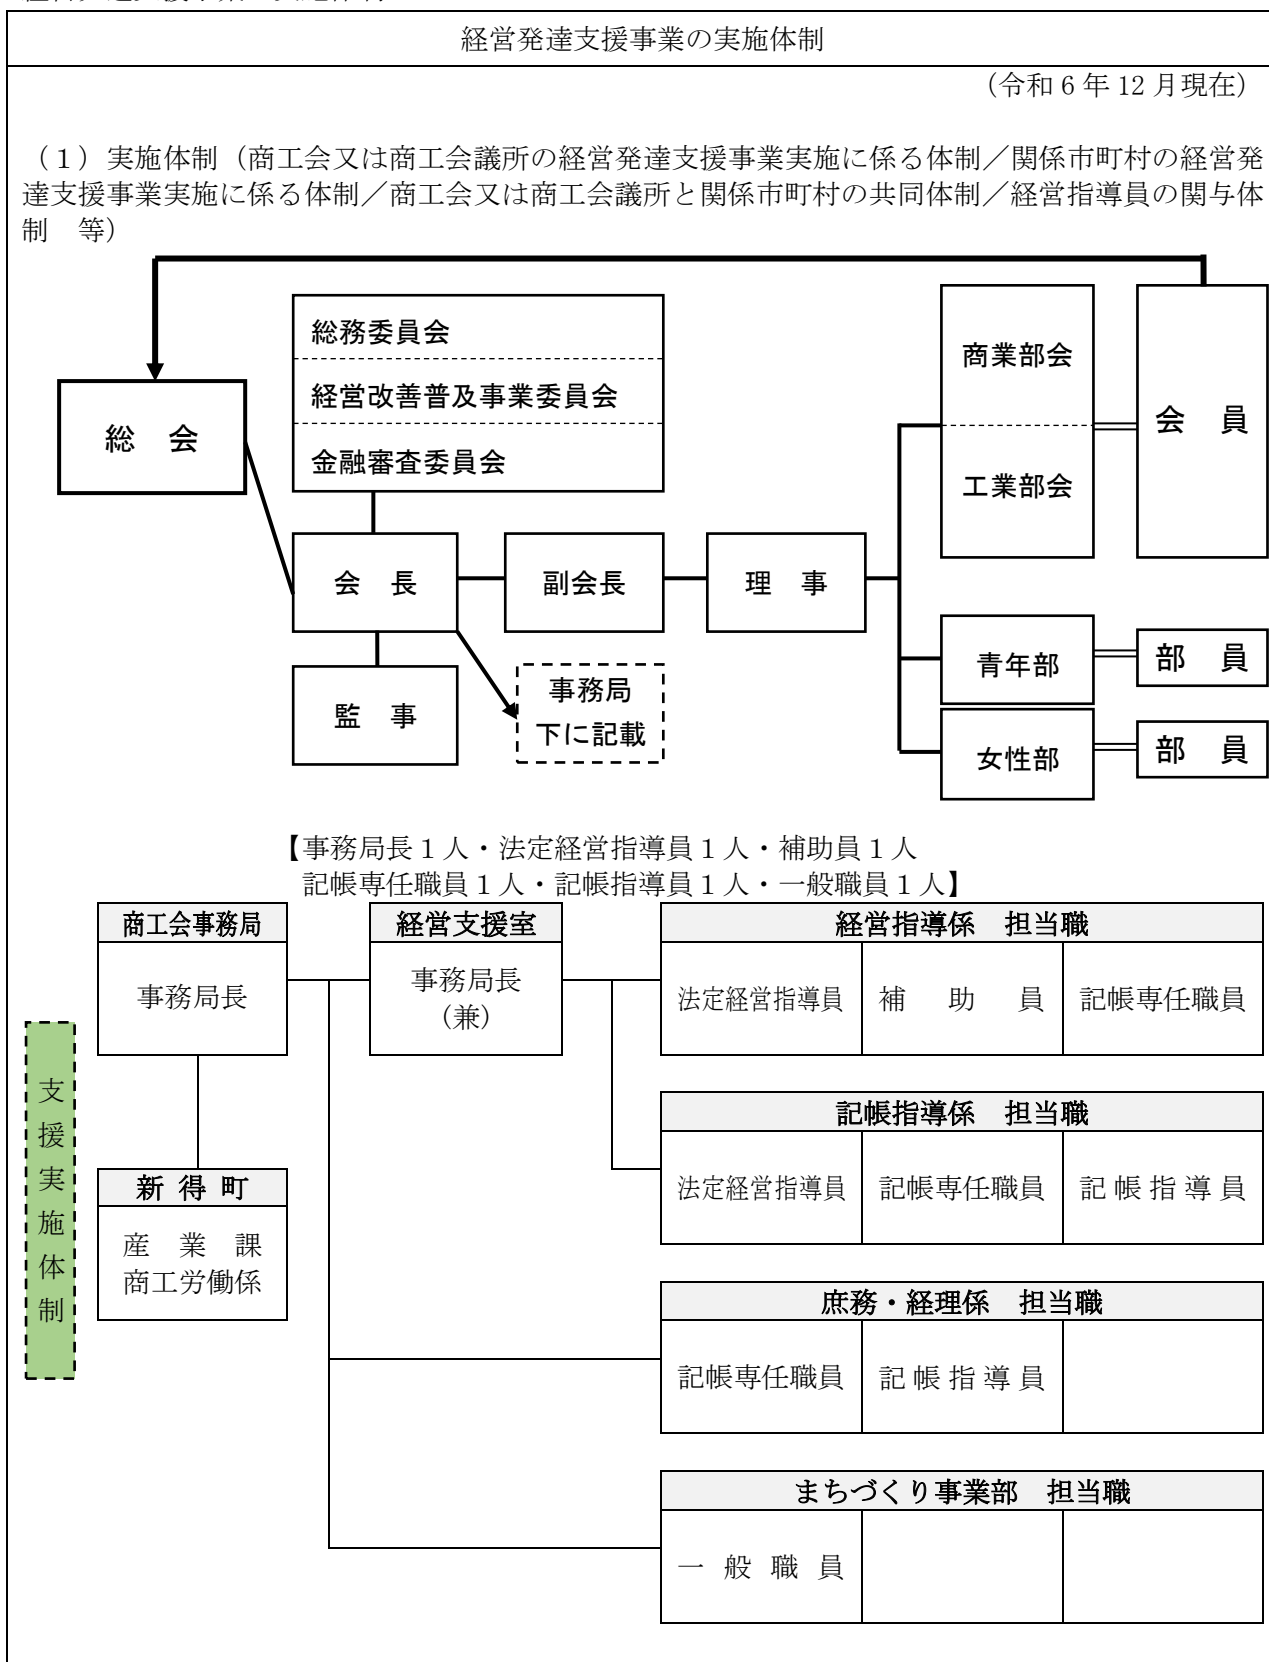 経営発達支援事業の実施体制
（令和６年12月現在）
（１）実施体制（商工会又は商工会議所の経営発達支援事業実施に係る体制／関係市町村の経営発
達支援事業実施に係る体制／商工会又は商工会議所と関係市町村の共同体制／経営指導員の関与体
制　等）
総務委員会
経営改善普及事業委員会
金融審査委員会
総　会
商業部会
工業部会
会　員
会　長
副会長
理　事
監　事
事務局
下に記載
青年部
部　員
女性部
部　員
【事務局長１人・法定経営指導員１人・補助員１人
記帳専任職員１人・記帳指導員１人・一般職員１人】
支援実施体制
商工会事務局
事務局長
経営支援室
事務局長
（兼）
経営指導係　担当職
法定経営指導員　補　助　員　記帳専任職員
記帳指導係　担当職
法定経営指導員　記帳専任職員　記帳指導員
新得町
産　業　課
商工労働係
庶務・経理係　担当職
記帳専任職員　記帳指導員
まちづくり事業部　担当職
一般職員